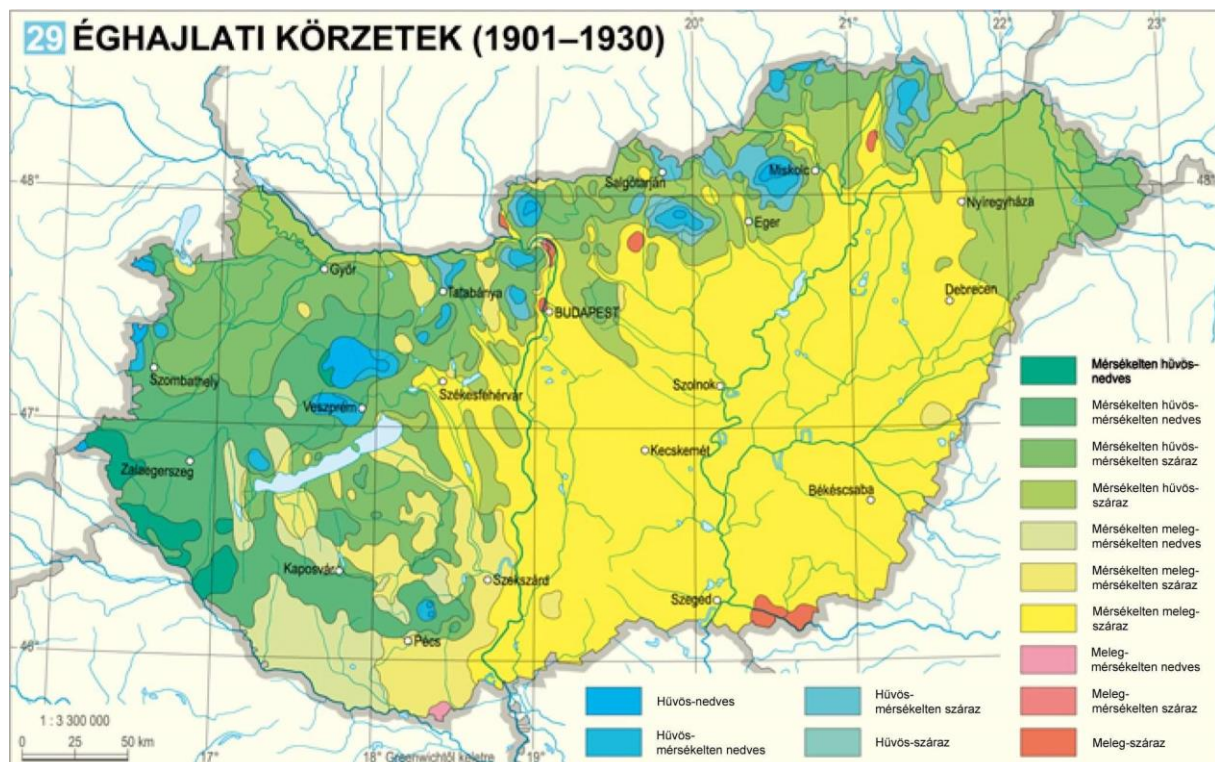 29 ÉGHAJLATI KÖRZETEK (1901–1930)
20°
21°
22°
23°
48°
48°
Salgótarján
Miskolc
Nyíregyháza
Eger
Győr
Tatabánya
BUDAPEST
Debrecen
Szombathely
Székesfehérvár
Szolnok
Veszprém
47°
Kecskemét
Zalaegerszeg
Békéscsaba
Kaposvár
Szekszárd
Szeged
Pécs
1 : 3 300 000
0 25 50 km
17°
18°
Greenwichtől keletre
19°
Mérsékelten hűvös-
nedves
Mérsékelten hűvös-
mérsékelten nedves
Mérsékelten hűvös-
mérsékelten száraz
Mérsékelten hűvös-
száraz
Mérsékelten meleg-
mérsékelten nedves
Mérsékelten meleg-
mérsékelten száraz
Mérsékelten meleg-
száraz
Meleg-
mérsékelten nedves
Meleg-
mérsékelten száraz
Meleg-száraz
Hűvös-nedves
Hűvös-
mérsékelten nedves
Hűvös-
mérsékelten száraz
Hűvös-száraz